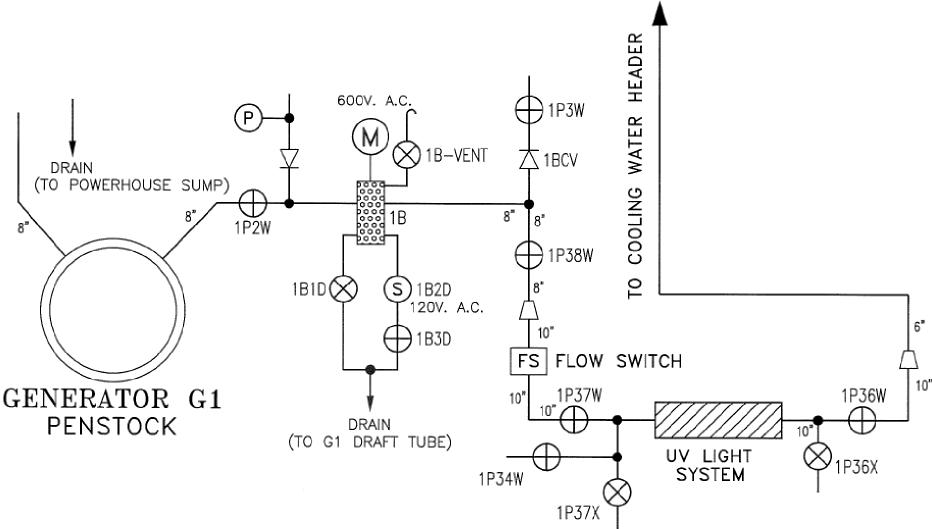 600V. A.C.
P
M
1B-VENT
1P3W
1BCV
DRAIN
(TO POWERHOUSE SUMP)
8"
8"
1P2W
1B
8"
8"
1P38W
1B1D
S
1B2D
120V. A.C.
1B3D
8"
10"
FS
FLOW SWITCH
10"
10"
1P37W
GENERATOR G1
PENSTOCK
DRAIN
(TO G1 DRAFT TUBE)
1P34W
1P37X
UV LIGHT
SYSTEM
10"
1P36W
1P36X
10"
6"
TO COOLING WATER HEADER